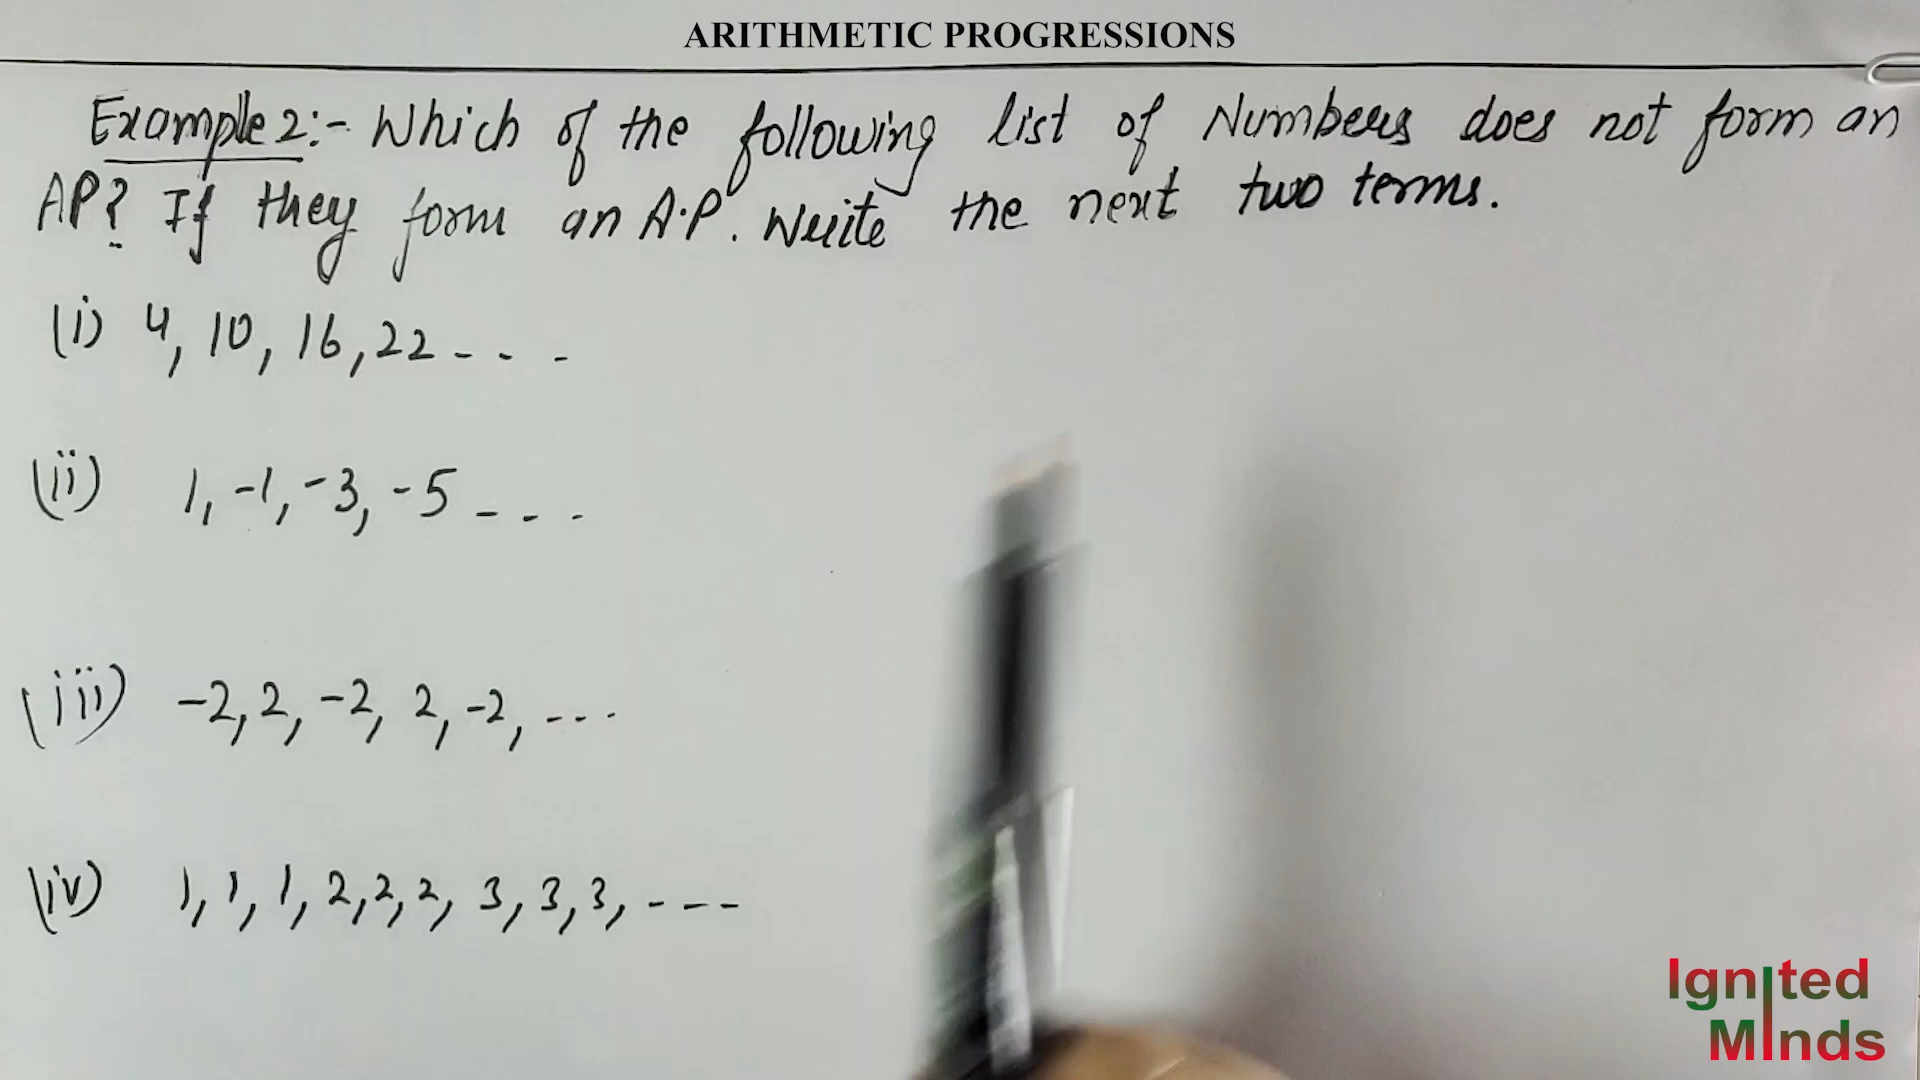 ARITHMETIC PROGRESSIONS
Example 2:- Which of the following list of Numbers does not form an
AP? If they form an A.P. Write the next two terms.
(i) 4, 10, 16, 22 - - -
(ii) 1, -1, -3, -5 - - -
(iii) -2, 2, -2, 2, -2, ---
(iv) 1, 1, 1, 2, 2, 2, 3, 3, 3, ---
Ignited
Minds